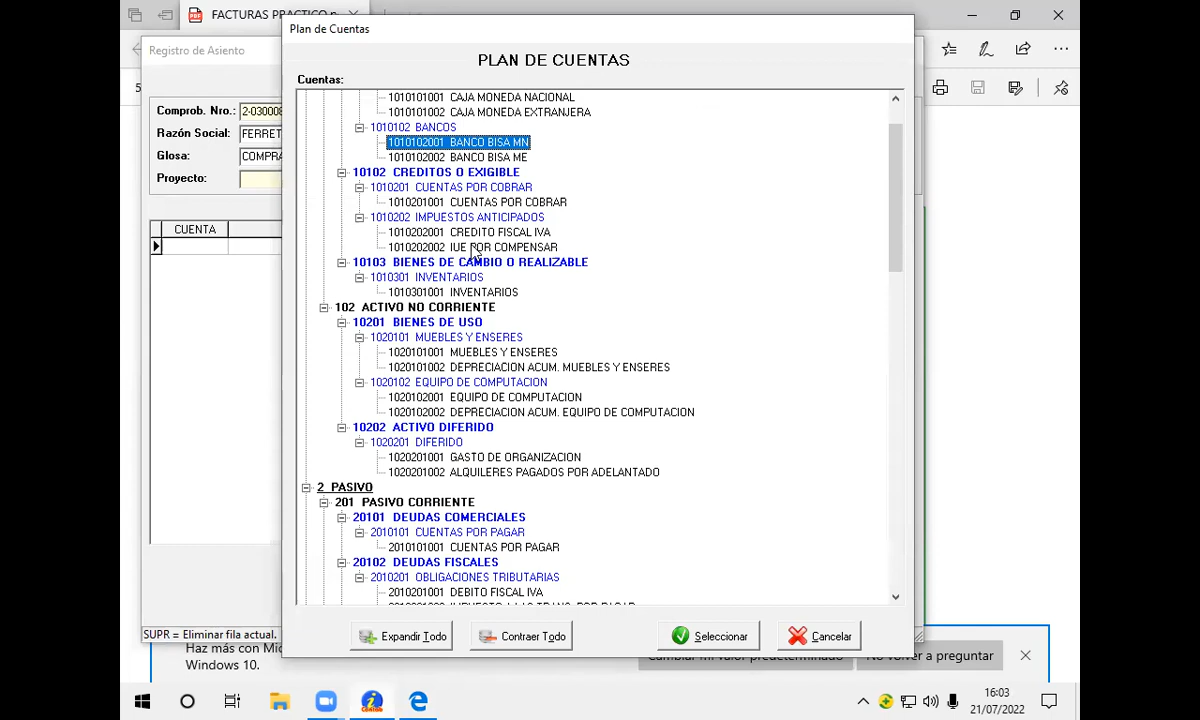 FACTURAS PRACTICO
Plan de Cuentas
Registro de Asiento
PLAN DE CUENTAS
Cuentas:
Comprob. Nro.: 2-030008
Razón Social: FERRET
Glosa: COMPRA
Proyecto:
CUENTA
1010101001 CAJA MONEDA NACIONAL
1010101002 CAJA MONEDA EXTRANJERA
1010102 BANCOS
1010102001 BANCO BISA MN
1010102002 BANCO BISA ME
10102 CREDITOS O EXIGIBLE
1010201 CUENTAS POR COBRAR
1010201001 CUENTAS POR COBRAR
1010202 IMPUESTOS ANTICIPADOS
1010202001 CREDITO FISCAL IVA
1010202002 IUE POR COMPENSAR
10103 BIENES DE CAMBIO O REALIZABLE
1010301 INVENTARIOS
1010301001 INVENTARIOS
102 ACTIVO NO CORRIENTE
10201 BIENES DE USO
1020101 MUEBLES Y ENSERES
1020101001 MUEBLES Y ENSERES
1020101002 DEPRECIACION ACUM. MUEBLES Y ENSERES
1020102 EQUIPO DE COMPUTACION
1020102001 EQUIPO DE COMPUTACION
1020102002 DEPRECIACION ACUM. EQUIPO DE COMPUTACION
10202 ACTIVO DIFERIDO
1020201 DIFERIDO
1020201001 GASTO DE ORGANIZACION
1020201002 ALQUILERES PAGADOS POR ADELANTADO
2 PASIVO
201 PASIVO CORRIENTE
20101 DEUDAS COMERCIALES
2010101 CUENTAS POR PAGAR
2010101001 CUENTAS POR PAGAR
20102 DEUDAS FISCALES
2010201 OBLIGACIONES TRIBUTARIAS
2010201001 DEBITO FISCAL IVA
Expandir Todo
Contraer Todo
Seleccionar
Cancelar
SUPR = Eliminar fila actual.
Haz más con Mic
Windows 10.
Cambiar mi valor predeterminado
No volver a preguntar
16:03
21/07/2022